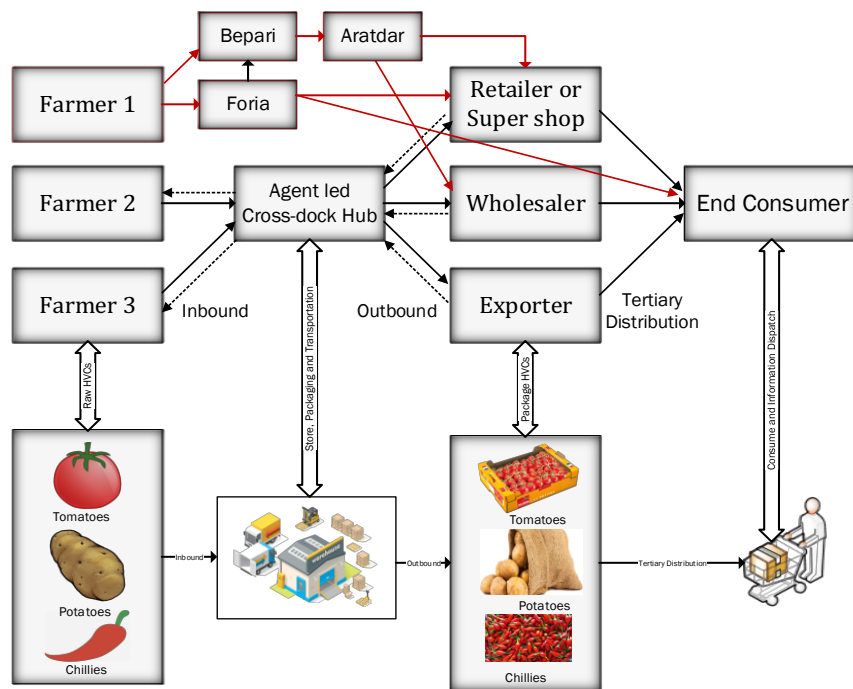 Bepari
Aratdar
Farmer 1
Foria
Retailer or
Super shop
Farmer 2
Agent led
Cross-dock Hub
Wholesaler
End Consumer
Farmer 3
Inbound
Outbound
Exporter
Tertiary
Distribution
Raw HVCs
Store, Packaging and Transportation
Package HVCs
Consume and Information Dispatch
Tomatoes
Potatoes
Chillies
Inbound
warehouse
Outbound
Tomatoes
Potatoes
Chillies
Tertiary Distribution